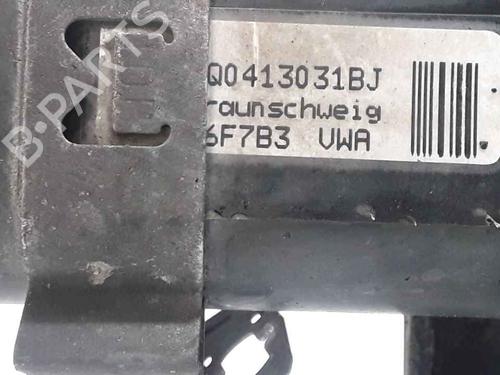 Q0413031BJ
raunschweig
6F7B3 VWA
B-PARTS